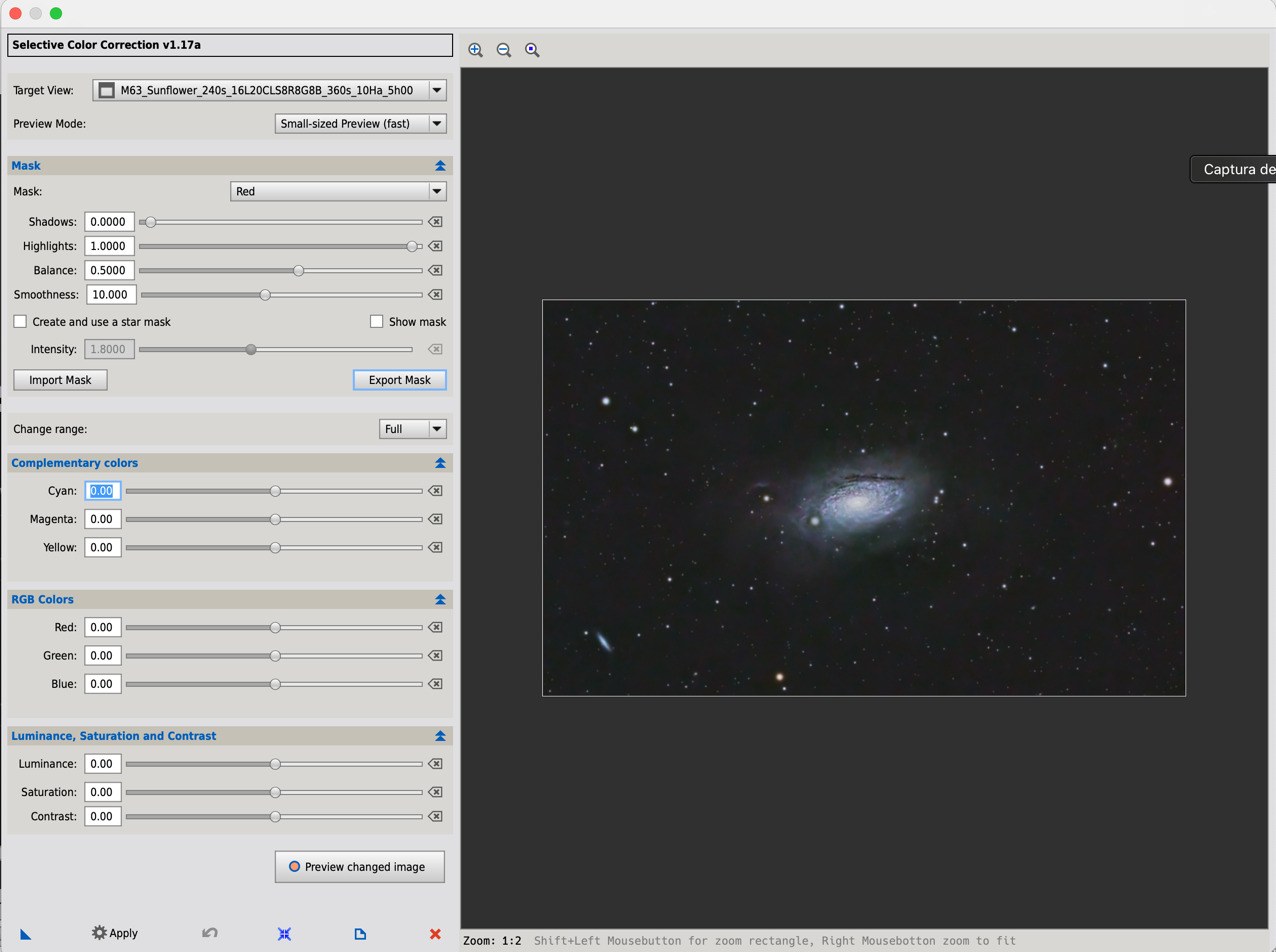 Selective Color Correction v1.17a
Target View: M63_Sunflower_240s_16L20CLS8R8G8B_360s_10Ha_5h00
Preview Mode: Small-sized Preview (fast)
Mask
Mask: Red
Shadows: 0.0000
Highlights: 1.0000
Balance: 0.5000
Smoothness: 10.000
Create and use a star mask Show mask
Intensity: 1.8000
Import Mask Export Mask
Change range: Full
Complementary colors
Cyan: 0.00
Magenta: 0.00
Yellow: 0.00
RGB Colors
Red: 0.00
Green: 0.00
Blue: 0.00
Luminance, Saturation and Contrast
Luminance: 0.00
Saturation: 0.00
Contrast: 0.00
Preview changed image
Apply
Captura de
Zoom: 1:2 Shift+Left Mousebutton for zoom rectangle, Right Mousebotton zoom to fit